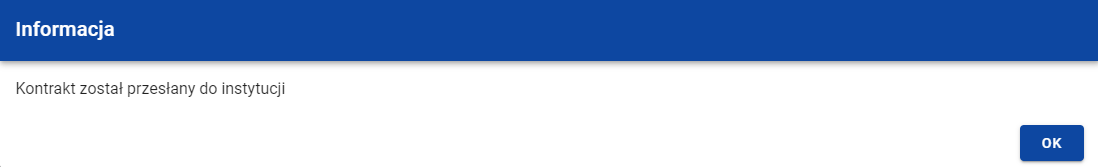 Informacja
Kontrakt został przesłany do instytucji
OK